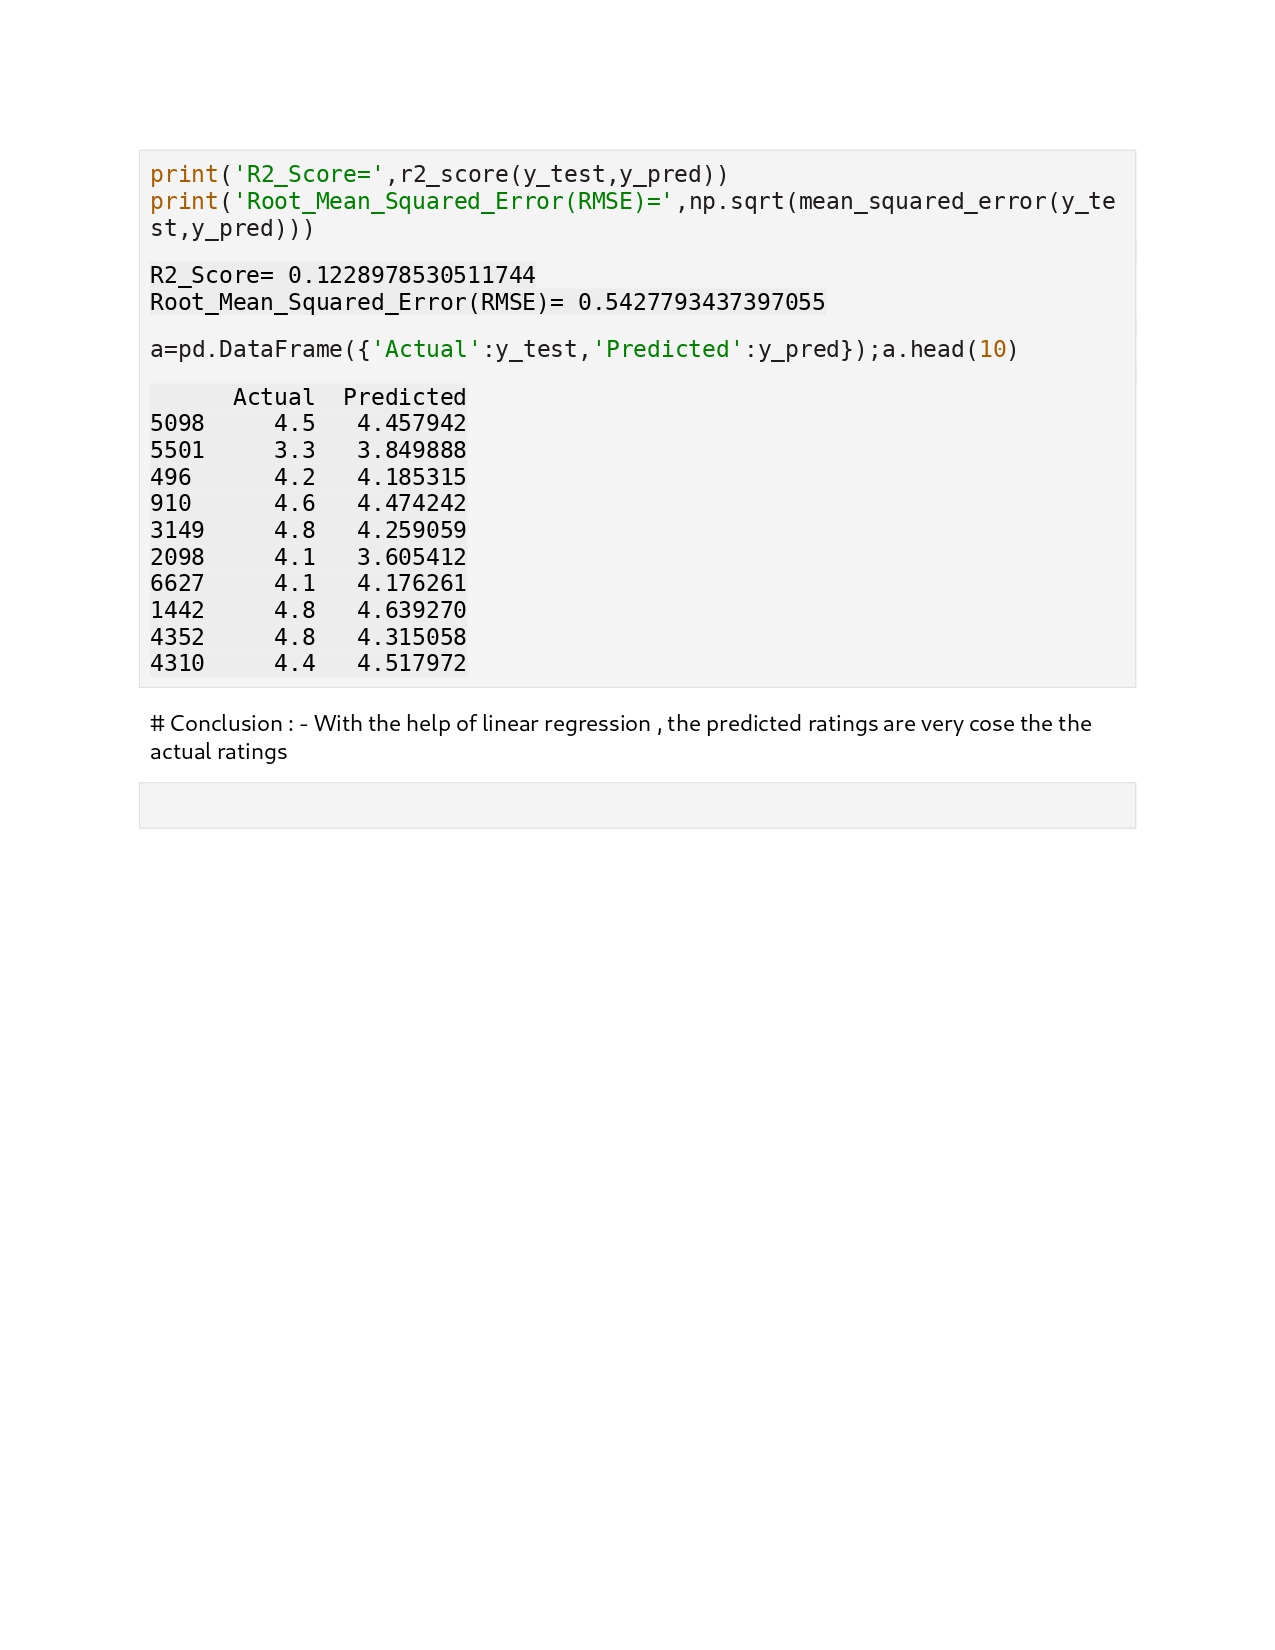 print('R2_Score=',r2_score(y_test,y_pred))
print('Root_Mean_Squared_Error(RMSE)=',np.sqrt(mean_squared_error(y_te
st,y_pred)))
R2_Score= 0.1228978530511744
Root_Mean_Squared_Error(RMSE)= 0.5427793437397055
a=pd.DataFrame({'Actual':y_test,'Predicted':y_pred});a.head(10)
      Actual  Predicted
5098     4.5   4.457942
5501     3.3   3.849888
496      4.2   4.185315
910      4.6   4.474242
3149     4.8   4.259059
2098     4.1   3.605412
6627     4.1   4.176261
1442     4.8   4.639270
4352     4.8   4.315058
4310     4.4   4.517972
# Conclusion : - With the help of linear regression , the predicted ratings are very cose the the
actual ratings